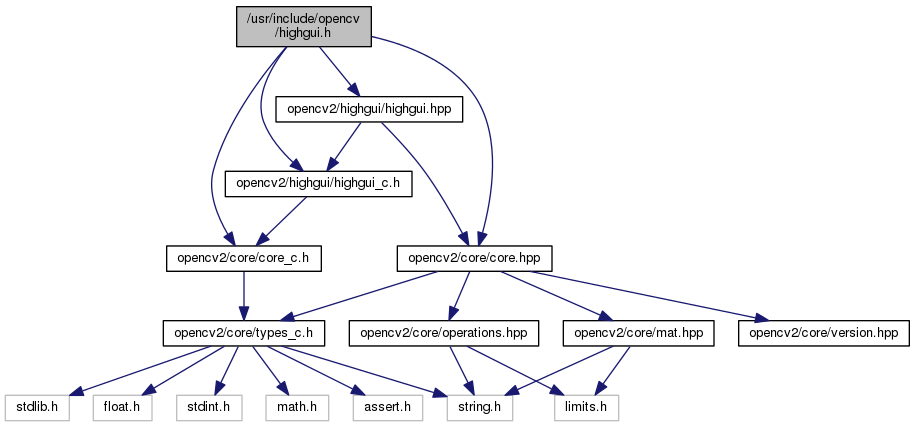 /usr/include/opencv
/highgui.h
opencv2/highgui/highgui.hpp
opencv2/highgui/highgui_c.h
opencv2/core/core_c.h
opencv2/core/core.hpp
opencv2/core/types_c.h
opencv2/core/operations.hpp
opencv2/core/mat.hpp
opencv2/core/version.hpp
stdlib.h
float.h
stdint.h
math.h
assert.h
string.h
limits.h